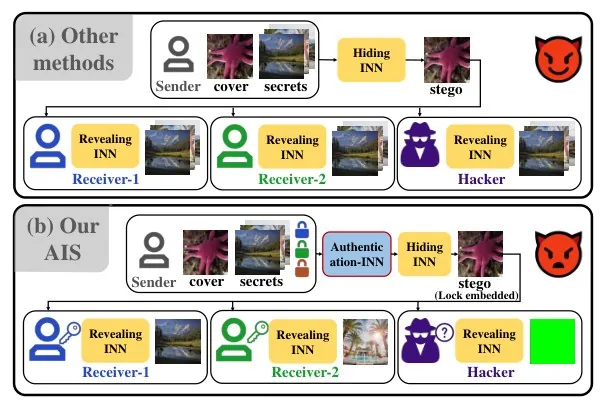 (a) Other
methods
Sender
cover
secrets
Hiding
INN
stego
Revealing
INN
Receiver-1
Revealing
INN
Receiver-2
Revealing
INN
Hacker
(b) Our
AIS
Sender
cover
secrets
Authentic
ation-INN
Hiding
INN
stego
(Lock embedded)
Revealing
INN
Receiver-1
Revealing
INN
Receiver-2
?
Revealing
INN
Hacker